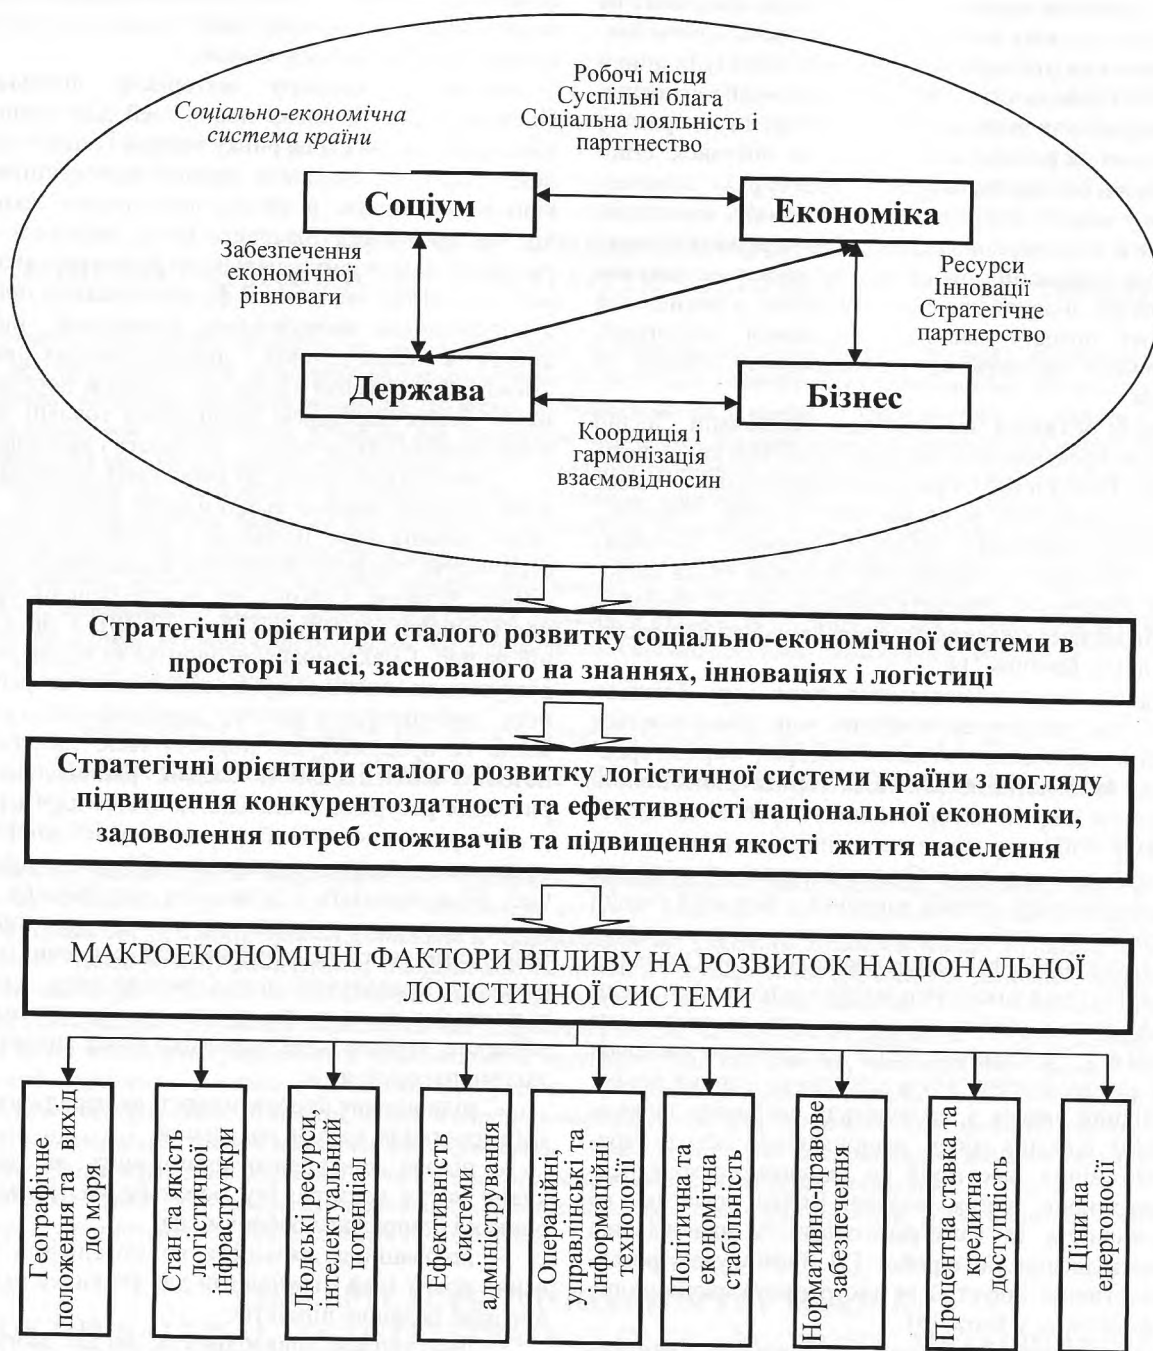 Соціально-економічна
система країни
Робочі місця
Суспільні блага
Соціальна лояльність і
партгнество
Соціум
Економіка
Забезпечення
економічної
рівноваги
Ресурси
Інновації
Стратегічне
партнерство
Держава
Бізнес
Коордиція і
гармонізація
взаємовідносин
Стратегічні орієнтири сталого розвитку соціально-економічної системи в
просторі і часі, заснованого на знаннях, інноваціях і логістиці
Стратегічні орієнтири сталого розвитку логістичної системи країни з погляду
підвищення конкурентоздатності та ефективності національної економіки,
задоволення потреб споживачів та підвищення якості життя населення
МАКРОЕКОНОМІЧНІ ФАКТОРИ ВПЛИВУ НА РОЗВИТОК НАЦІОНАЛЬНОЇ
ЛОГІСТИЧНОЇ СИСТЕМИ
Географічне
положення та вихід
до моря
Стан та якість
логістичної
інфраструкри
Людські ресурси,
інтелектуальний
потенціал
Ефективність
системи
адміністрування
Операційні,
управлінські та
інформаційні
технології
Політична та
економічна
стабільність
Нормативно-правове
забезпечення
Процентна ставка та
кредитна
доступність
Ціни на
енергоносії